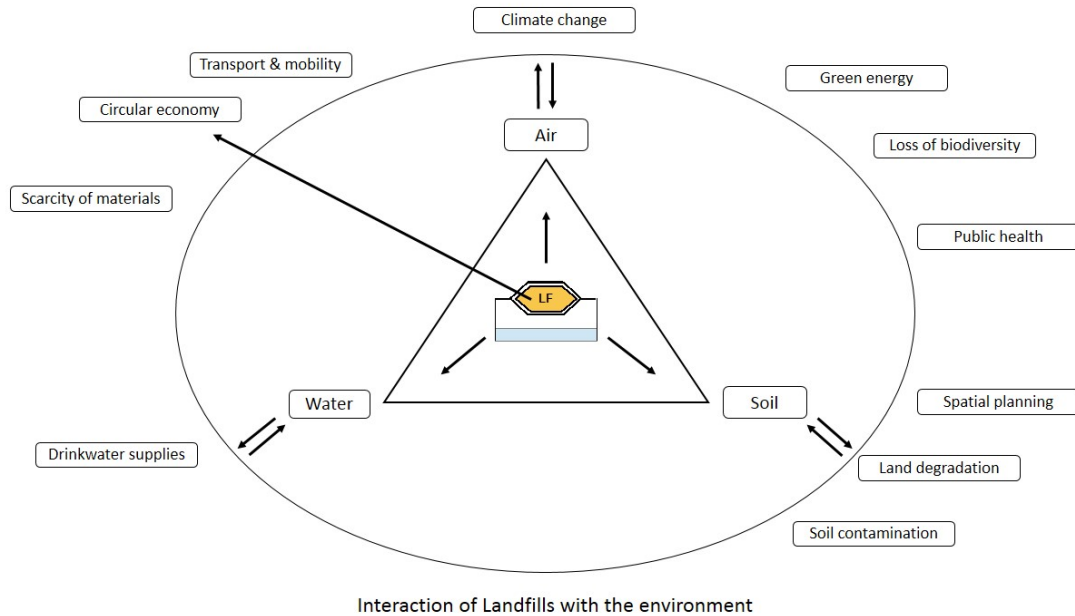 Climate change
Transport & mobility
Green energy
Circular economy
Air
Loss of biodiversity
Scarcity of materials
Public health
LF
Water
Soil
Spatial planning
Drinkwater supplies
Land degradation
Soil contamination
Interaction of Landfills with the environment